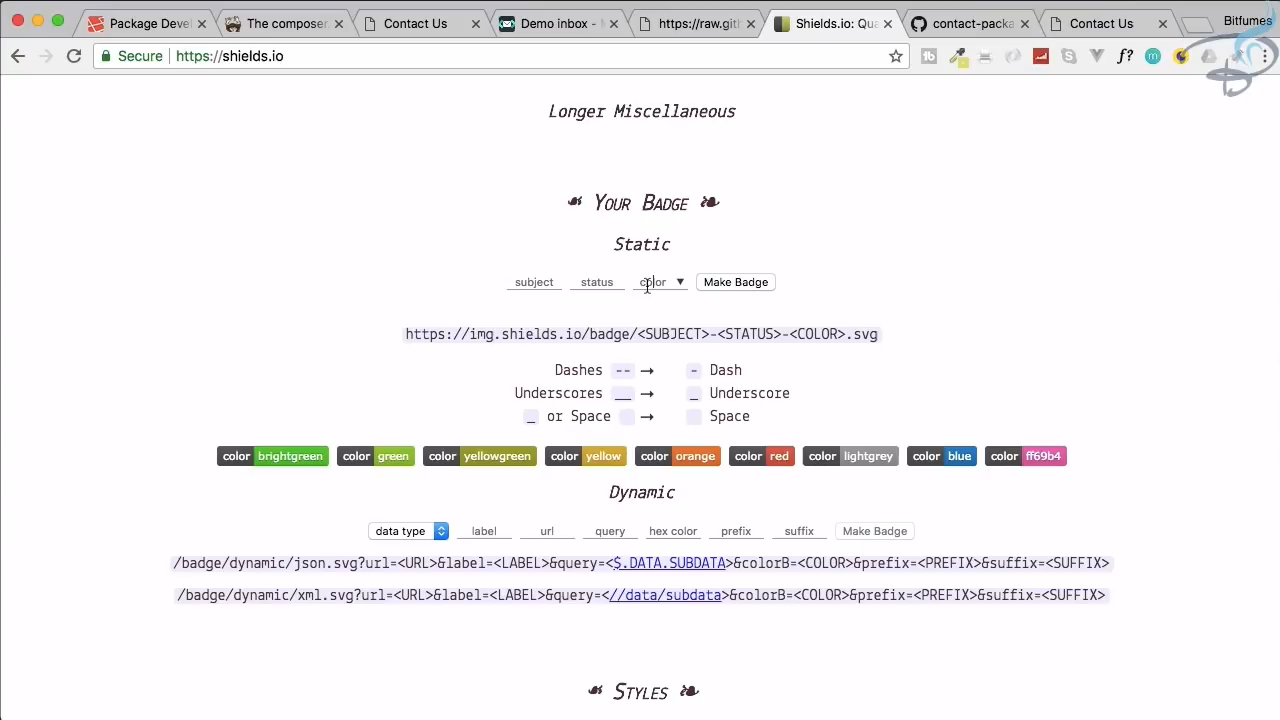 Package Deve
The composer
Contact Us
Demo inbox - M
https://raw.gith
Shields.io: Qua
contact-packa
Contact Us
Bitfumes
Secure | https://shields.io
Longer Miscellaneous
❧ Your Badge ❧
Static
subject status color ▼ Make Badge
https://img.shields.io/badge/<SUBJECT>-<STATUS>-<COLOR>.svg
Dashes -- → - Dash
Underscores __ → _ Underscore
_ or Space → Space
color brightgreen color green color yellowgreen color yellow color orange color red color lightgrey color blue color ff69b4
Dynamic
data type label url query hex color prefix suffix Make Badge
/badge/dynamic/json.svg?url=<URL>&label=<LABEL>&query=<$.DATA.SUBDATA>&colorB=<COLOR>&prefix=<PREFIX>&suffix=<SUFFIX>
/badge/dynamic/xml.svg?url=<URL>&label=<LABEL>&query=<//data/subdata>&colorB=<COLOR>&prefix=<PREFIX>&suffix=<SUFFIX>
❧ Styles ❧